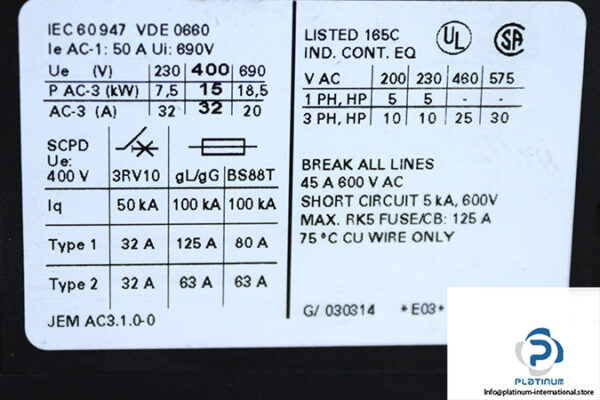 IEC 60947 VDE 0660
Ie AC-1: 50 A Ui: 690V
Ue (V) 230 400 690
P AC-3 (kW) 7,5 15 18,5
AC-3 (A) 32 32 20
SCPD
Ue:
400 V 3RV10 gL/gG BS88T
Iq 50 kA 100 kA 100 kA
Type 1 32 A 125 A 80 A
Type 2 32 A 63 A 63 A
JEM AC3.1.0-0
LISTED 165C
IND. CONT. EQ
UL
SA
V AC 200 230 460 575
1 PH, HP 5 5 - -
3 PH, HP 10 10 25 30
BREAK ALL LINES
45 A 600 V AC
SHORT CIRCUIT 5 kA, 600V
MAX. RK5 FUSE/CB: 125 A
75 °C CU WIRE ONLY
G/ 030314 *E03*
PLATINUM
https://platinum-international.store